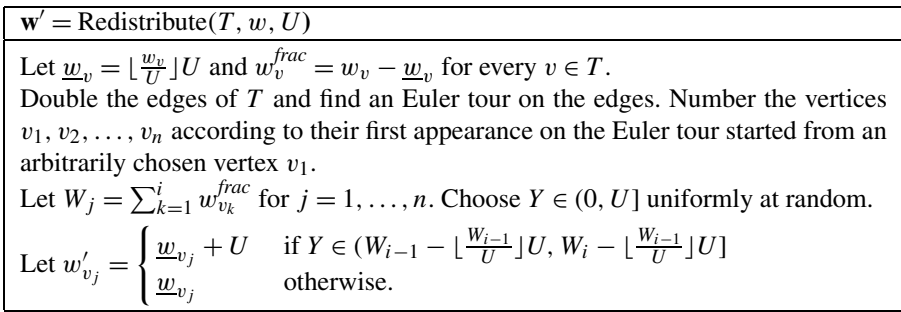 w′ = Redistribute(T, w, U)
Let w̲_v = ⌊w_v/U⌋U and w_v^{frac} = w_v − w̲_v for every v ∈ T.
Double the edges of T and find an Euler tour on the edges. Number the vertices
v_1, v_2, . . . , v_n according to their first appearance on the Euler tour started from an
arbitrarily chosen vertex v_1.
Let W_j = ∑_{k=1}^{i} w_{v_k}^{frac} for j = 1, . . . , n. Choose Y ∈ (0, U] uniformly at random.
Let w′_{v_j} = { w̲_{v_j} + U if Y ∈ (W_{i−1} − ⌊W_{i−1}/U⌋U, W_i − ⌊W_{i−1}/U⌋U]
w̲_{v_j} otherwise.